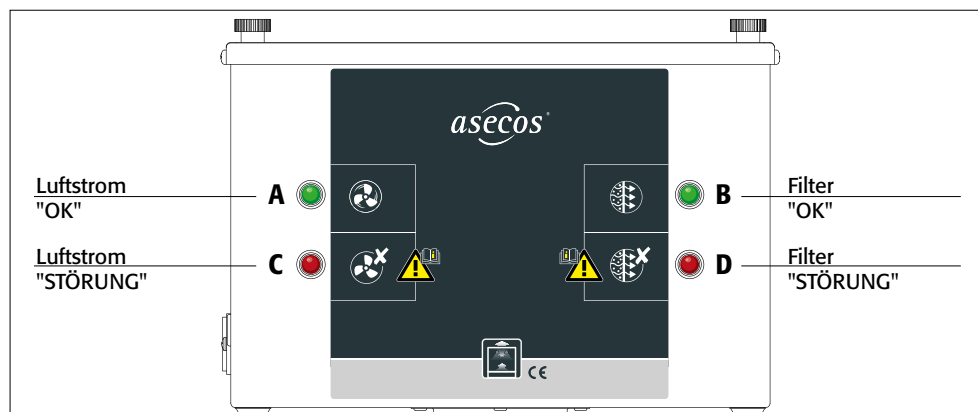 asecos
Luftstrom
"OK"
A
B
Filter
"OK"
Luftstrom
"STÖRUNG"
C
D
Filter
"STÖRUNG"
CE